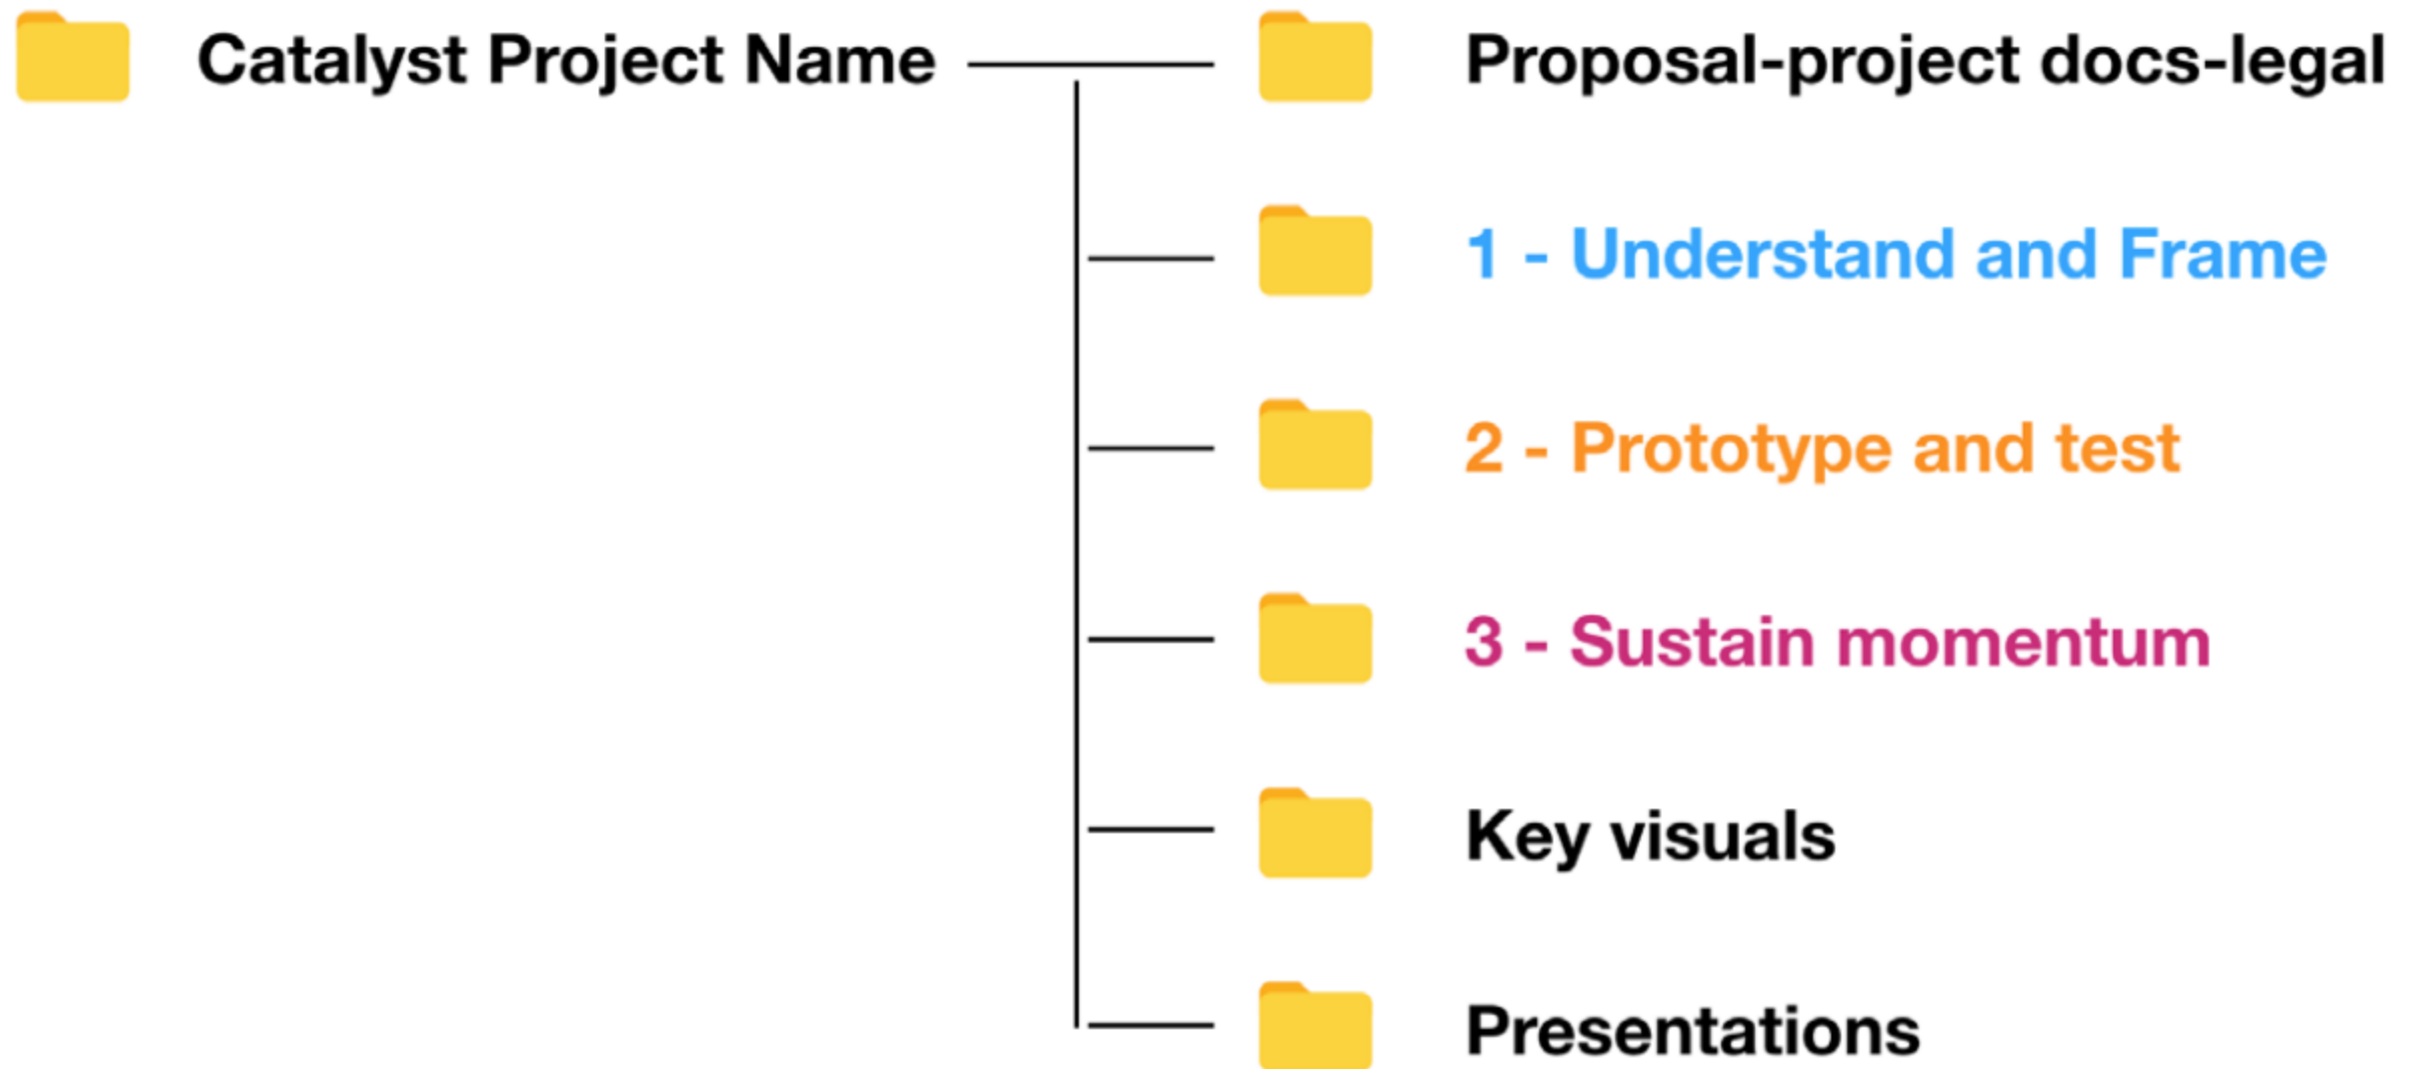 Catalyst Project Name
Proposal-project docs-legal
1 - Understand and Frame
2 - Prototype and test
3 - Sustain momentum
Key visuals
Presentations